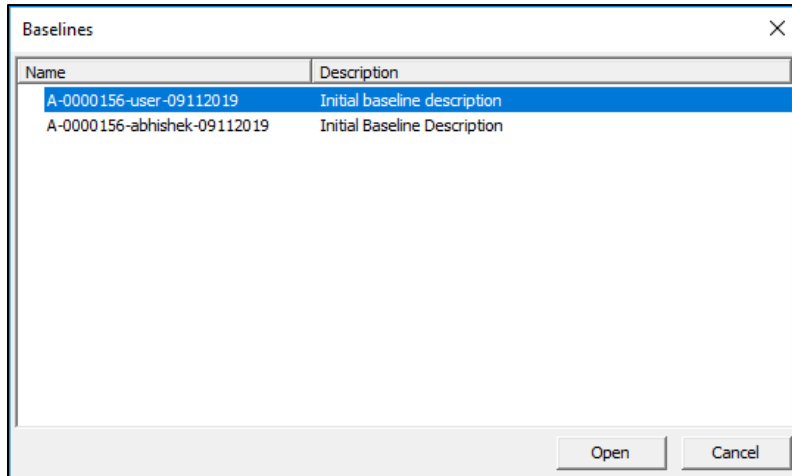 Baselines
Name Description
A-0000156-user-09112019 Initial baseline description
A-0000156-abhishek-09112019 Initial Baseline Description
Open Cancel